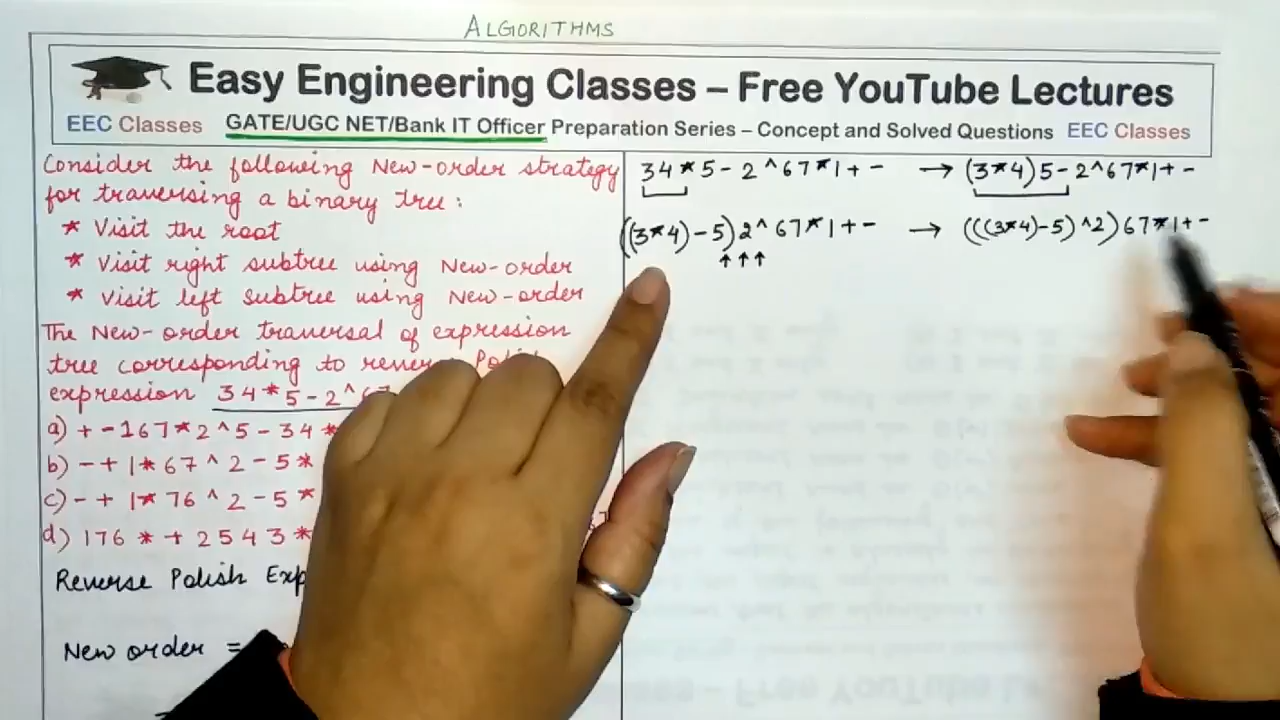 ALGORITHMS
Easy Engineering Classes – Free YouTube Lectures
EEC Classes GATE/UGC NET/Bank IT Officer Preparation Series – Concept and Solved Questions EEC Classes
Consider the following New-order strategy
for traversing a binary tree:
* Visit the root
* Visit right subtree using New-order
* Visit left subtree using New-order
The New-order traversal of expression
tree corresponding to reverse Polish
expression 34*5-2^67
a) +-167*2^5-34*
b) -+1*67^2-5*
c) -+1*76^2-5*
d) 176*+2543*
Reverse Polish Exp
New order =
34*5-2^67*1+- → (3*4)5-2^67*1+-
((3*4)-5)2^67*1+- → (((3*4)-5)^2)67*1+-